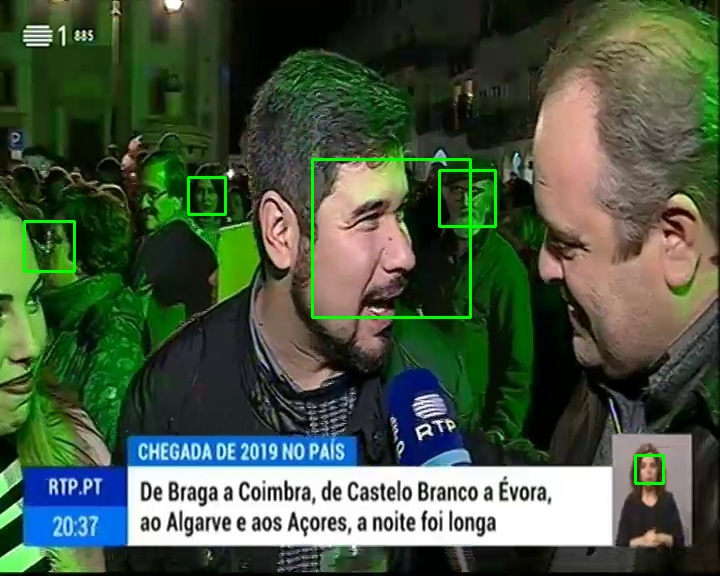 1 885
P
RTP
CHEGADA DE 2019 NO PAÍS
RTP.PT
20:37
De Braga a Coimbra, de Castelo Branco a Évora,
ao Algarve e aos Açores, a noite foi longa